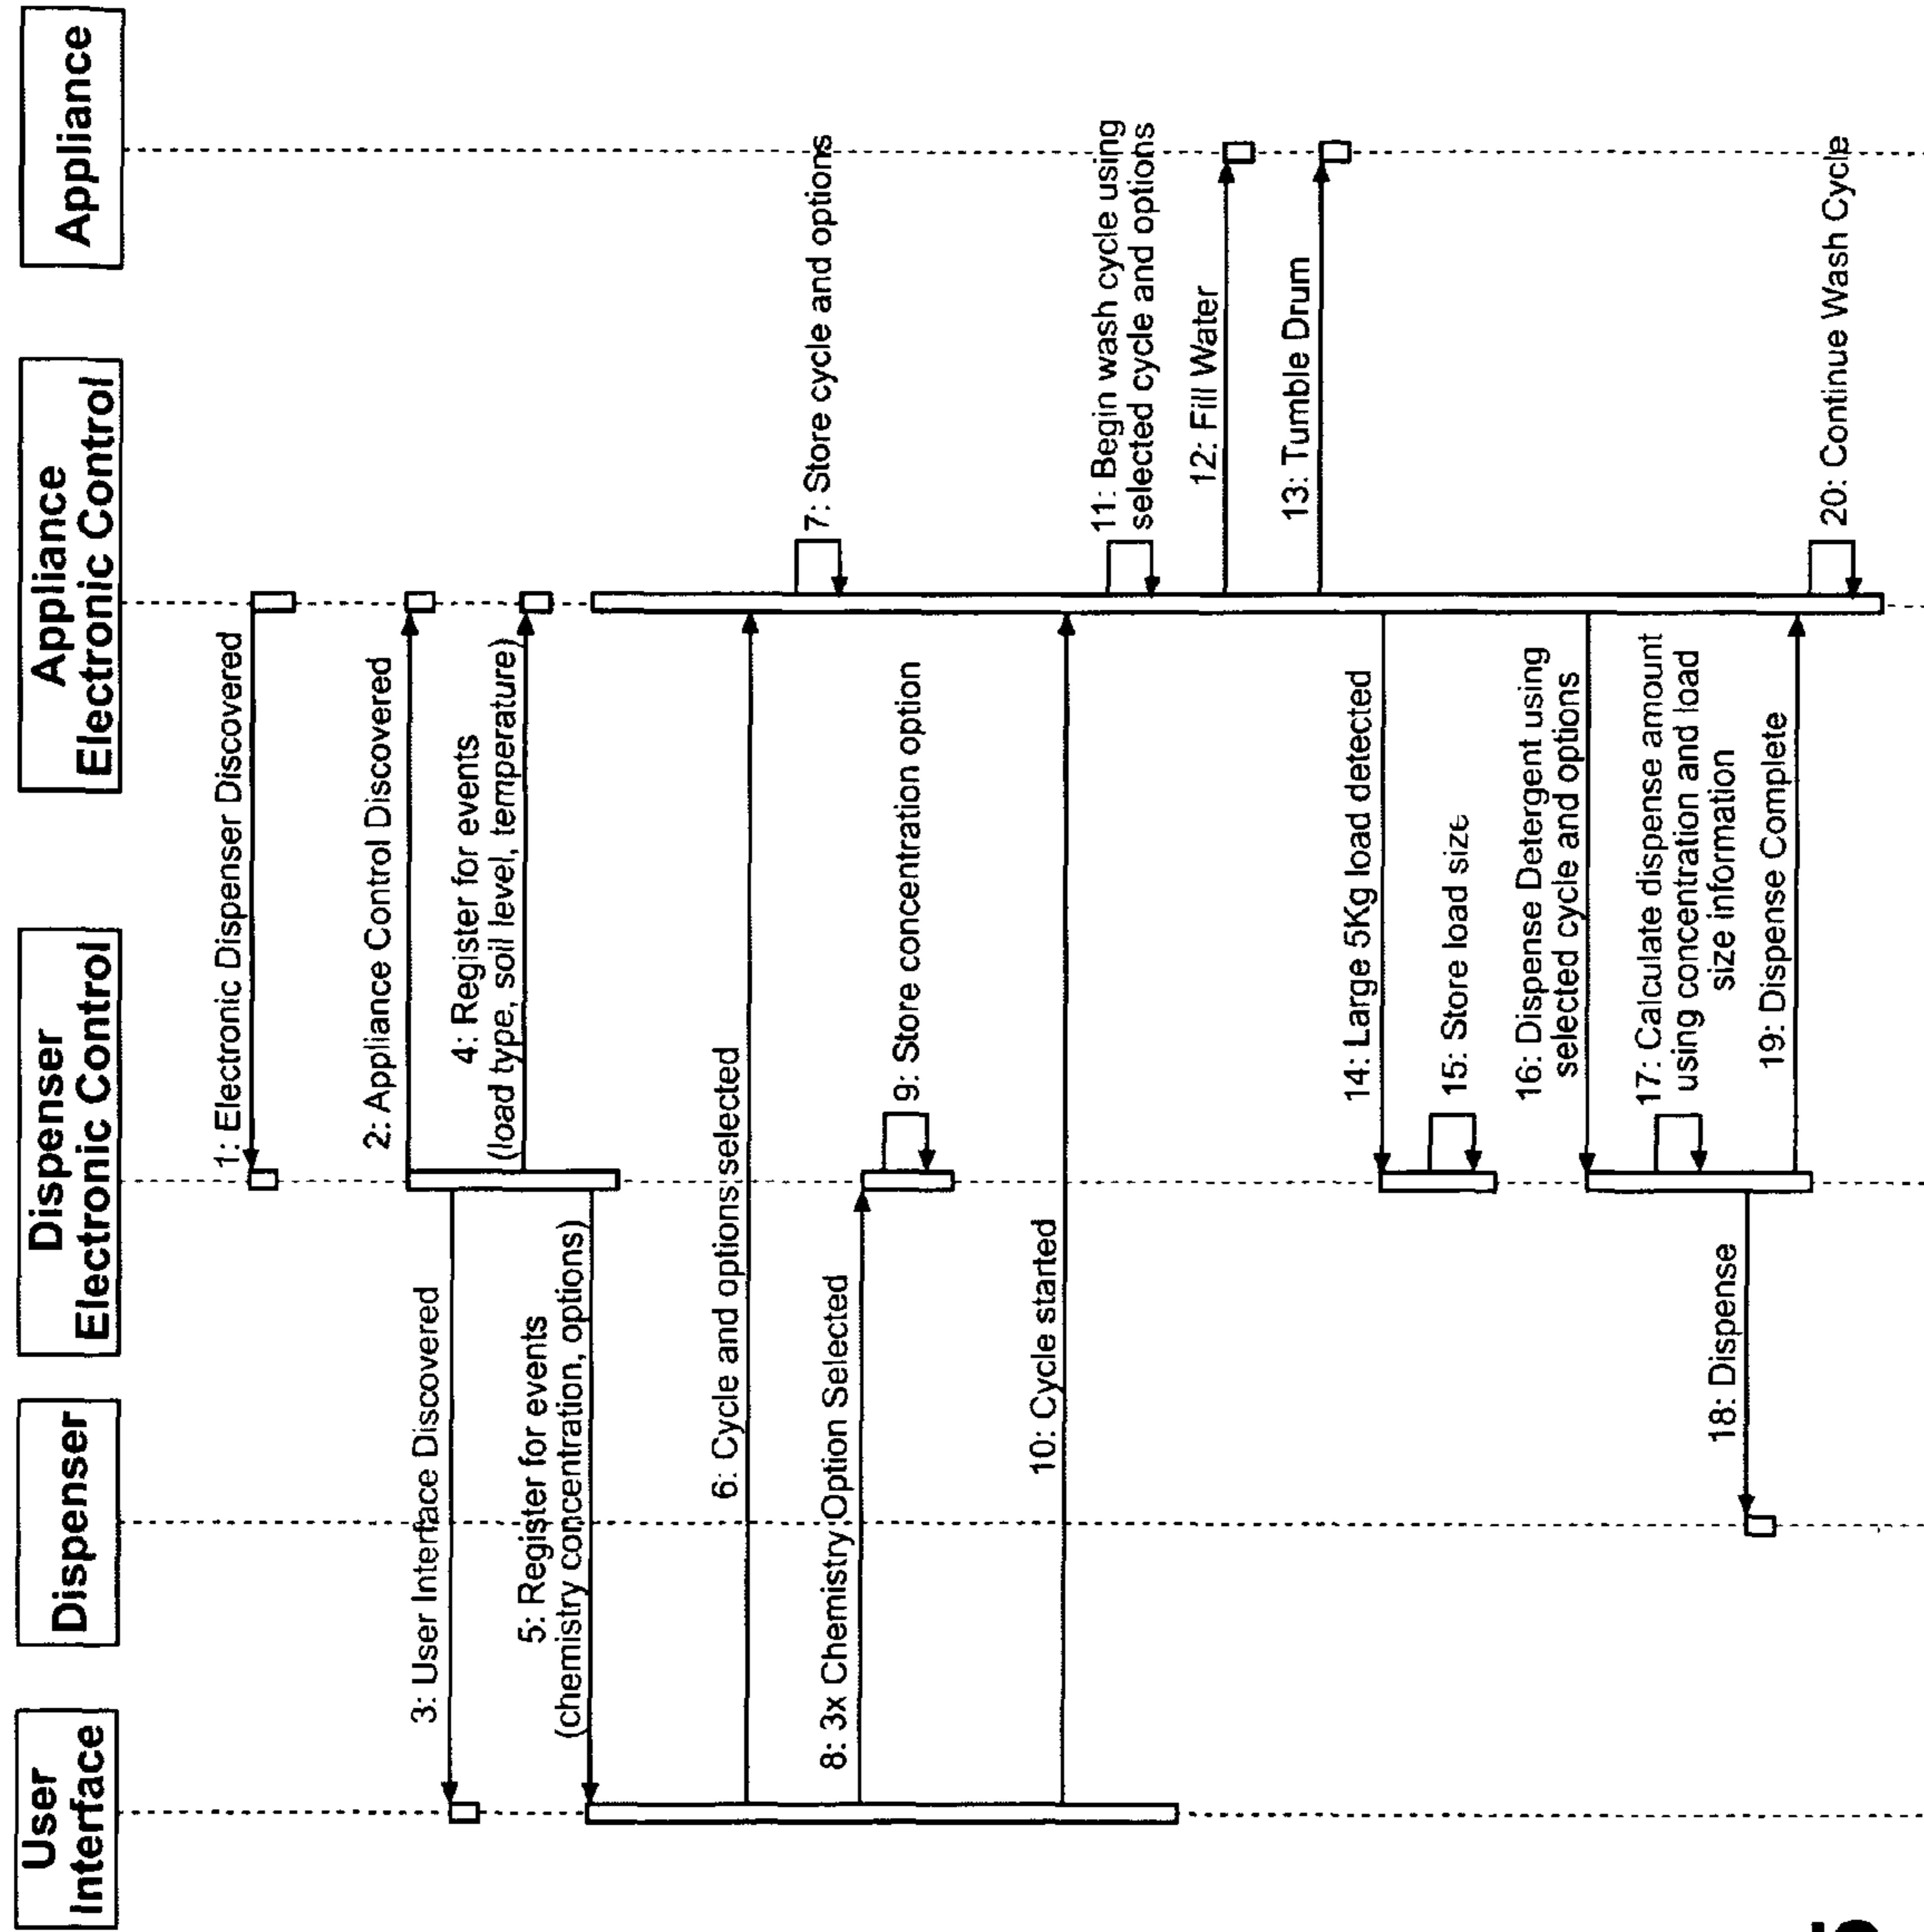 User
Interface
Dispenser
Dispenser
Electronic Control
Appliance
Electronic Control
Appliance
1: Electronic Dispenser Discovered
2: Appliance Control Discovered
3: User Interface Discovered
4: Register for events
(load type, soil level, temperature)
5: Register for events
(chemistry concentration, options)
6: Cycle and options selected
7: Store cycle and options
8: 3x Chemistry Option Selected
9: Store concentration option
10: Cycle started
11: Begin wash cycle using
selected cycle and options
12: Fill Water
13: Tumble Drum
14: Large 5Kg load detected
15: Store load size
16: Dispense Detergent using
selected cycle and options
17: Calculate dispense amount
using concentration and load
size information
18: Dispense
19: Dispense Complete
20: Continue Wash Cycle